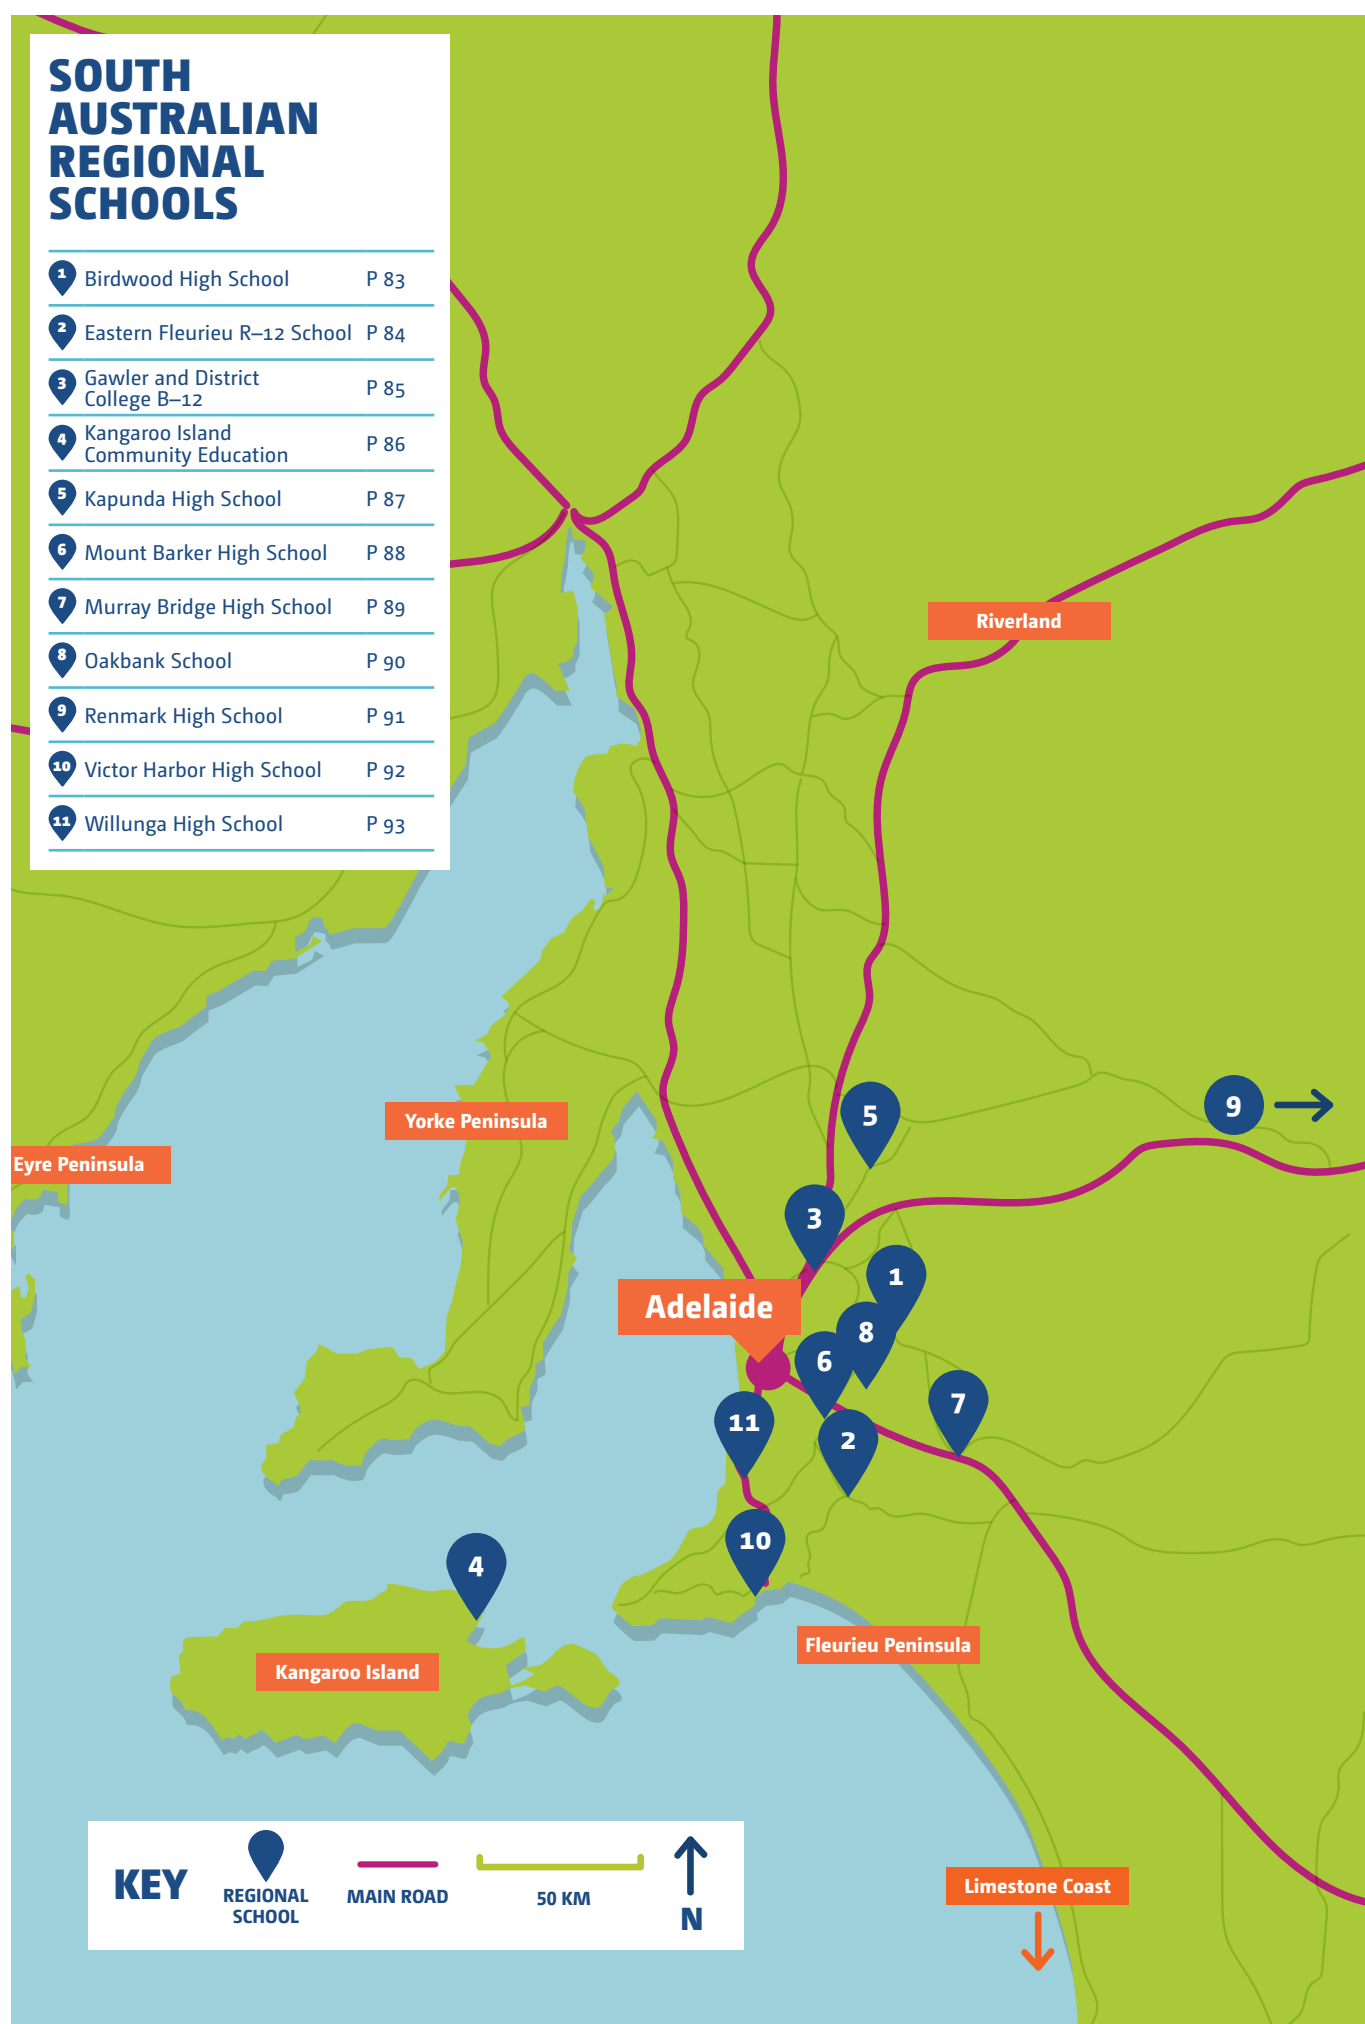 SOUTH
AUSTRALIAN
REGIONAL
SCHOOLS
1 Birdwood High School P 83
2 Eastern Fleurieu R–12 School P 84
3 Gawler and District
College B–12 P 85
4 Kangaroo Island
Community Education P 86
5 Kapunda High School P 87
6 Mount Barker High School P 88
7 Murray Bridge High School P 89
8 Oakbank School P 90
9 Renmark High School P 91
10 Victor Harbor High School P 92
11 Willunga High School P 93
Riverland
Yorke Peninsula
5
9
Eyre Peninsula
3
1
Adelaide
8
6
7
11
2
10
4
Fleurieu Peninsula
Kangaroo Island
Limestone Coast
KEY
REGIONAL
SCHOOL
MAIN ROAD
50 KM
N